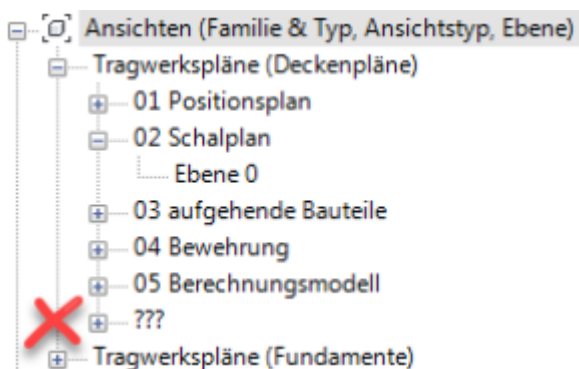 Ansichten (Familie & Typ, Ansichtstyp, Ebene)
Tragwerkspläne (Deckenpläne)
01 Positionsplan
02 Schalplan
Ebene 0
03 aufgehende Bauteile
04 Bewehrung
05 Berechnungsmodell
???
Tragwerkspläne (Fundamente)